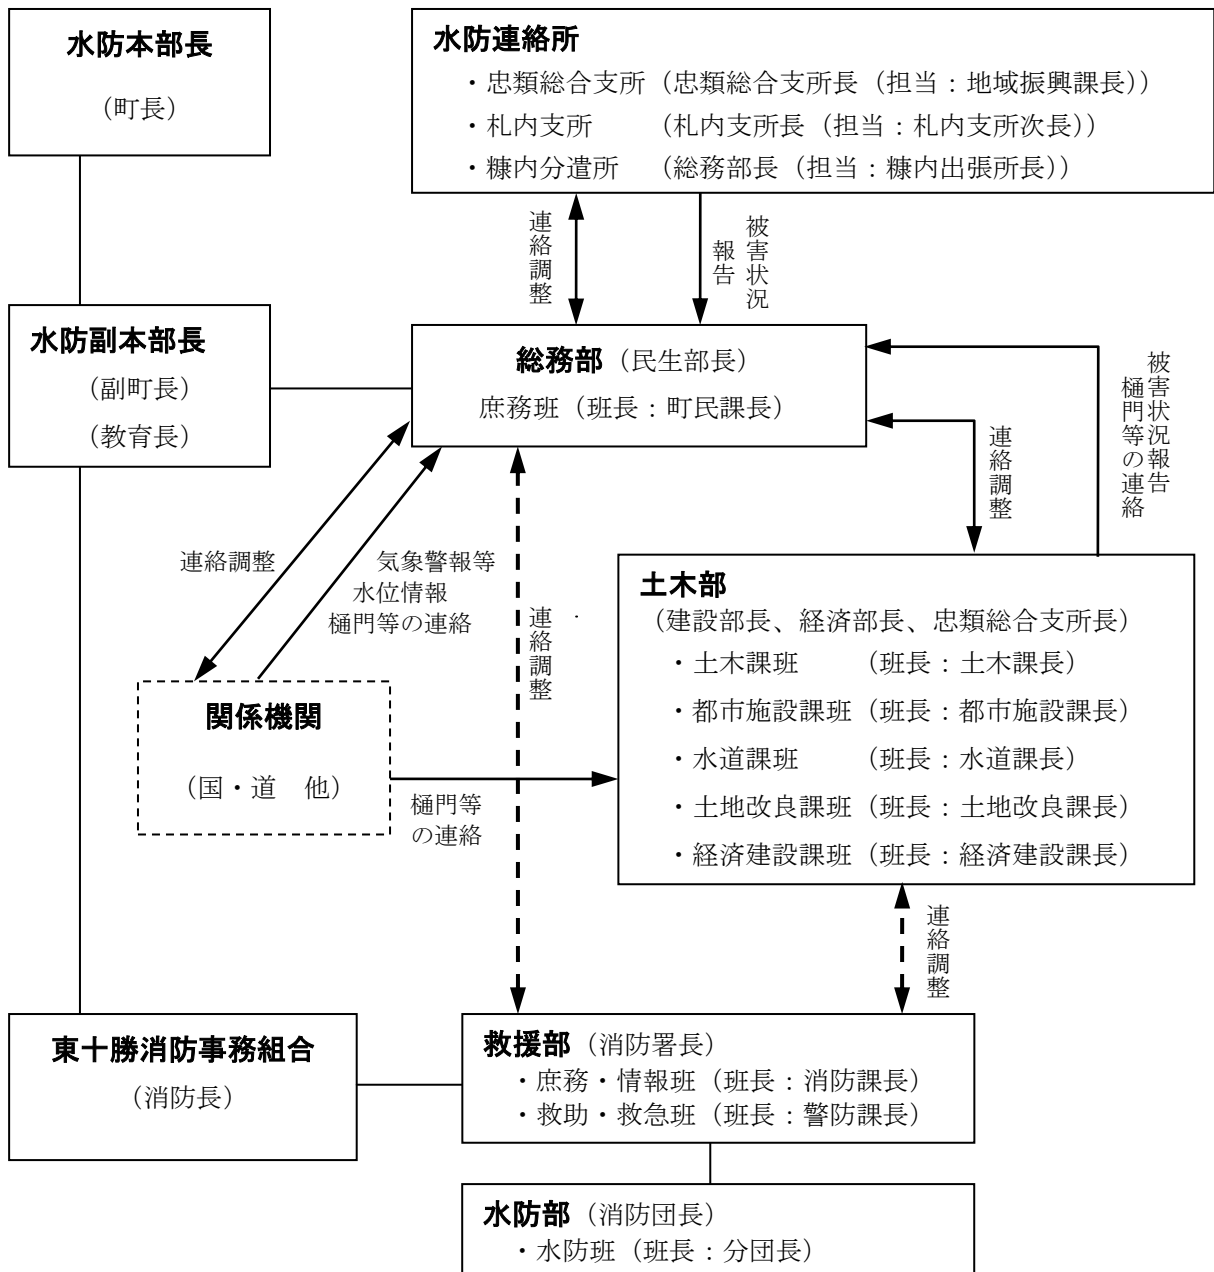 水防本部長
（町長）
水防連絡所
・忠類総合支所（忠類総合支所長（担当：地域振興課長））
・札内支所　　（札内支所長（担当：札内支所次長））
・糠内分遣所　（総務部長（担当：糠内出張所長））
連絡調整
被害状況
報告
水防副本部長
（副町長）
（教育長）
総務部（民生部長）
庶務班（班長：町民課長）
被害状況報告
樋門等の連絡
連絡調整
連絡調整
気象警報等
水位情報
樋門等の連絡
連絡調整
土木部
（建設部長、経済部長、忠類総合支所長）
・土木課班　　（班長：土木課長）
・都市施設課班（班長：都市施設課長）
・水道課班　　（班長：水道課長）
・土地改良課班（班長：土地改良課長）
・経済建設課班（班長：経済建設課長）
関係機関
（国・道　他）
樋門等
の連絡
連絡調整
東十勝消防事務組合
（消防長）
救援部（消防署長）
・庶務・情報班（班長：消防課長）
・救助・救急班（班長：警防課長）
水防部（消防団長）
・水防班（班長：分団長）